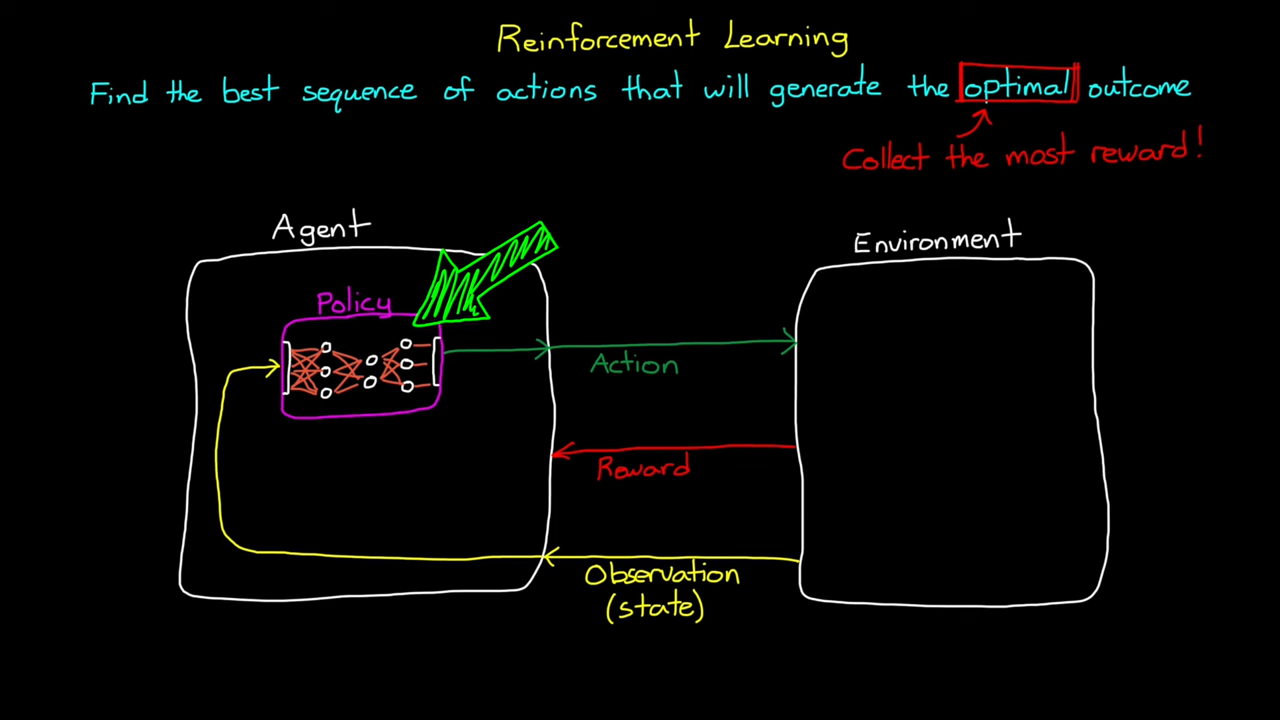 Reinforcement Learning
Find the best sequence of actions that will generate the optimal outcome
Collect the most reward!
Agent
Environment
Policy
Action
Reward
Observation
(state)